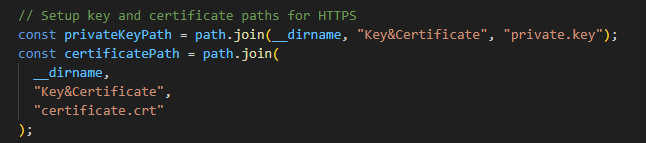 // Setup key and certificate paths for HTTPS
const privateKeyPath = path.join(__dirname, "Key&Certificate", "private.key");
const certificatePath = path.join(
  __dirname,
  "Key&Certificate",
  "certificate.crt"
);